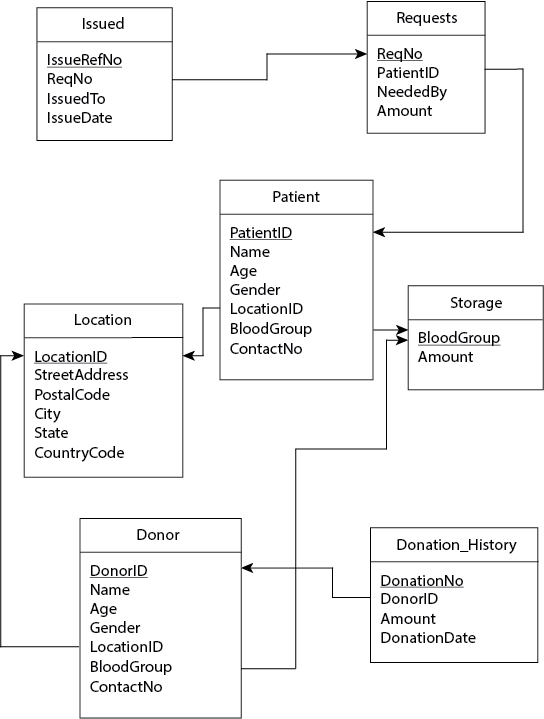 Issued
IssueRefNo
ReqNo
IssuedTo
IssueDate
Requests
ReqNo
PatientID
NeededBy
Amount
Patient
PatientID
Name
Age
Gender
LocationID
BloodGroup
ContactNo
Storage
BloodGroup
Amount
Location
LocationID
StreetAddress
PostalCode
City
State
CountryCode
Donor
DonorID
Name
Age
Gender
LocationID
BloodGroup
ContactNo
Donation_History
DonationNo
DonorID
Amount
DonationDate